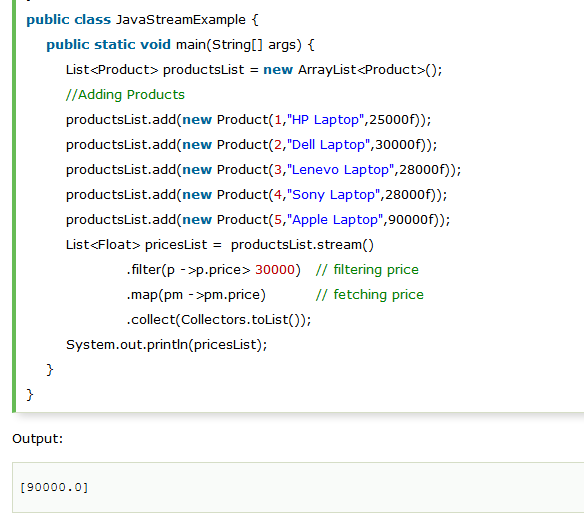 public class JavaStreamExample {
public static void main(String[] args) {
List<Product> productsList = new ArrayList<Product>();
//Adding Products
productsList.add(new Product(1,"HP Laptop",25000f));
productsList.add(new Product(2,"Dell Laptop",30000f));
productsList.add(new Product(3,"Lenevo Laptop",28000f));
productsList.add(new Product(4,"Sony Laptop",28000f));
productsList.add(new Product(5,"Apple Laptop",90000f));
List<Float> pricesList =  productsList.stream()
.filter(p ->p.price> 30000)  // filtering price
.map(pm ->pm.price)  // fetching price
.collect(Collectors.toList());
System.out.println(pricesList);
}
}
Output:
[90000.0]